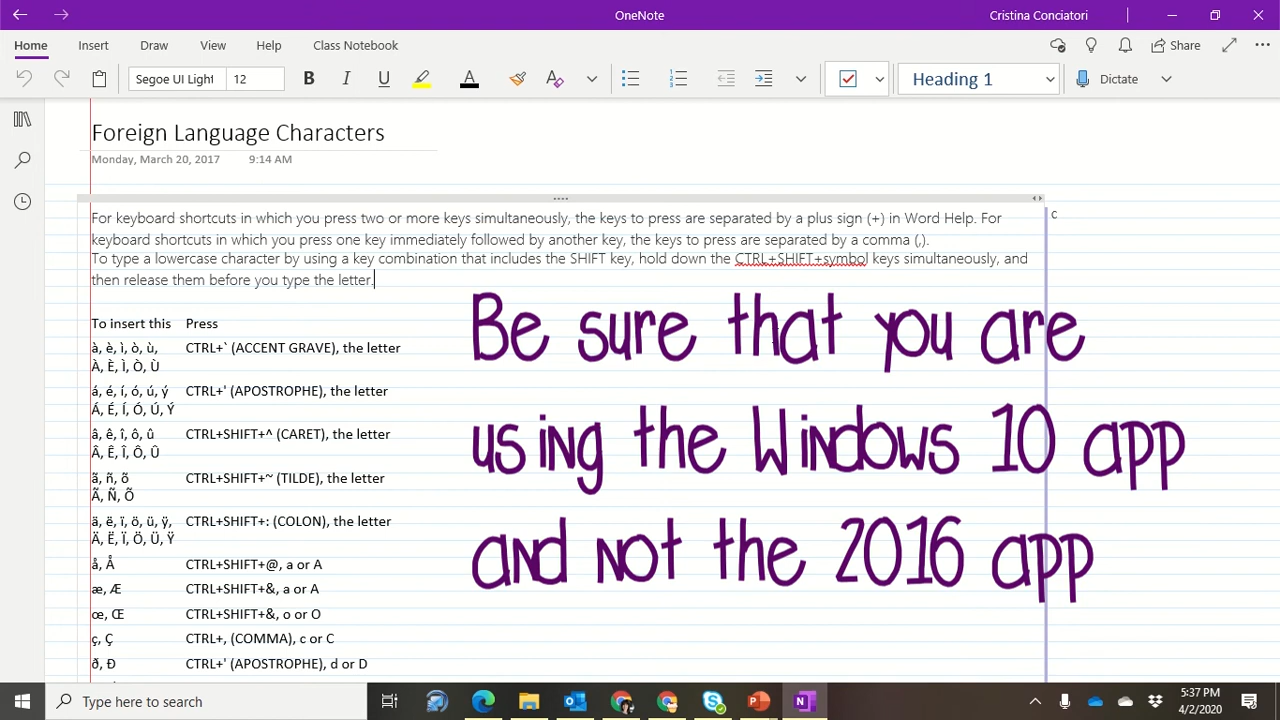 OneNote
Cristina Conciatori
Home Insert Draw View Help Class Notebook
Share
Segoe UI Light 12 B I U A Heading 1 Dictate
Foreign Language Characters
Monday, March 20, 2017 9:14 AM
For keyboard shortcuts in which you press two or more keys simultaneously, the keys to press are separated by a plus sign (+) in Word Help. For
keyboard shortcuts in which you press one key immediately followed by another key, the keys to press are separated by a comma (,).
To type a lowercase character by using a key combination that includes the SHIFT key, hold down the CTRL+SHIFT+symbol keys simultaneously, and
then release them before you type the letter.
c
Be sure that you are
using the Windows 10 app
and not the 2016 app
To insert this Press
à, è, ì, ò, ù, CTRL+` (ACCENT GRAVE), the letter
À, È, Ì, Ò, Ù
á, é, í, ó, ú, ý CTRL+' (APOSTROPHE), the letter
Á, É, Í, Ó, Ú, Ý
â, ê, î, ô, û CTRL+SHIFT+^ (CARET), the letter
Â, Ê, Î, Ô, Û
ã, ñ, õ CTRL+SHIFT+~ (TILDE), the letter
Ã, Ñ, Õ
ä, ë, ï, ö, ü, ÿ, CTRL+SHIFT+: (COLON), the letter
Ä, Ë, Ï, Ö, Ü, Ÿ
å, Å CTRL+SHIFT+@, a or A
æ, Æ CTRL+SHIFT+&, a or A
œ, Œ CTRL+SHIFT+&, o or O
ç, Ç CTRL+, (COMMA), c or C
ð, Ð CTRL+' (APOSTROPHE), d or D
Type here to search
5:37 PM
4/2/2020